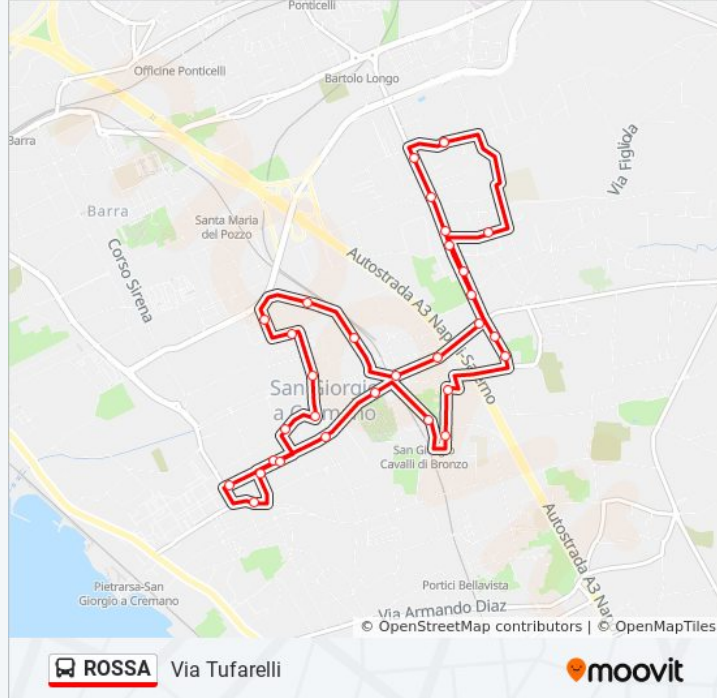 Ponticelli
Officine Ponticelli
Bartolo Longo
Barra
Via Figliola
Barra
Santa Maria
del Pozzo
Corso Sirena
Autostrada A3 Napoli-Salerno
San Giorgio
a Cremano
San Giorgio
Cavalli di Bronzo
Autostrada A3 Nap
Pietrarsa-San
Giorgio a Cremano
Portici Bellavista
Via Armando Diaz
© OpenStreetMap contributors | © OpenMapTiles
ROSSA Via Tufarelli
moovit